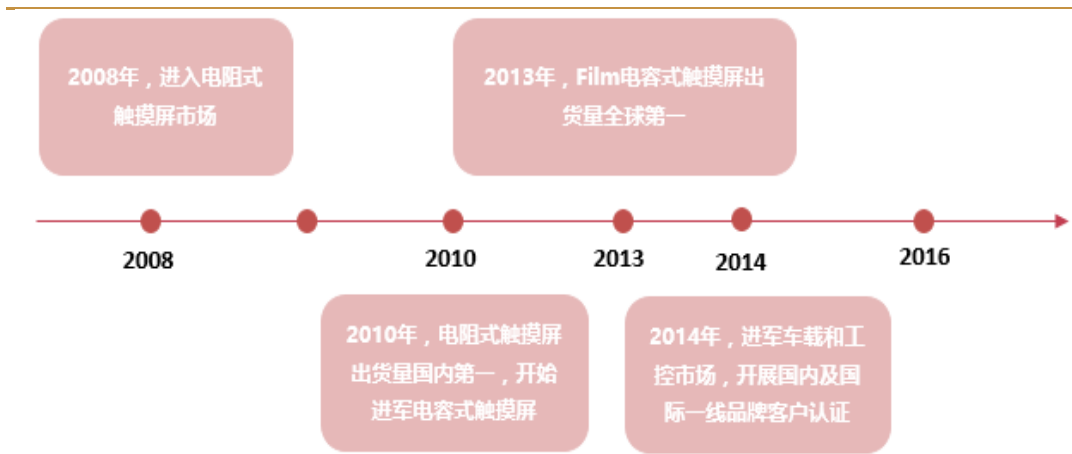 2008年，进入电阻式
触摸屏市场
2013年，Film电容式触摸屏出
货量全球第一
2008
2010
2013
2014
2016
2010年，电阻式触摸屏
出货量国内第一，开始
进军电容式触摸屏
2014年，进军车载和工
控市场，开展国内及国
际一线品牌客户认证